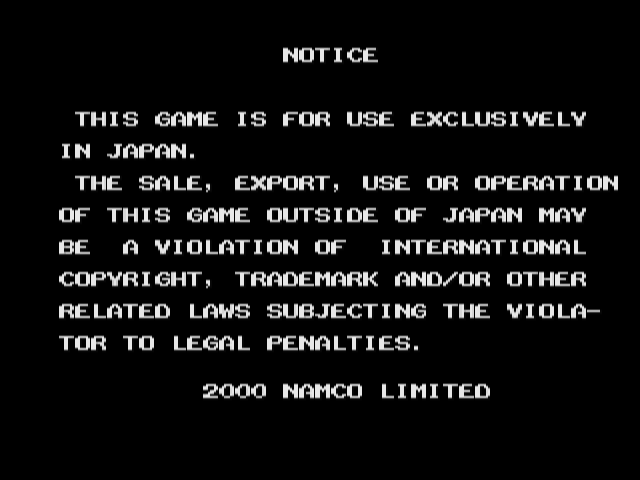 NOTICE
THIS GAME IS FOR USE EXCLUSIVELY
IN JAPAN.
THE SALE, EXPORT, USE OR OPERATION
OF THIS GAME OUTSIDE OF JAPAN MAY
BE A VIOLATION OF INTERNATIONAL
COPYRIGHT, TRADEMARK AND/OR OTHER
RELATED LAWS SUBJECTING THE VIOLA-
TOR TO LEGAL PENALTIES.
2000 NAMCO LIMITED